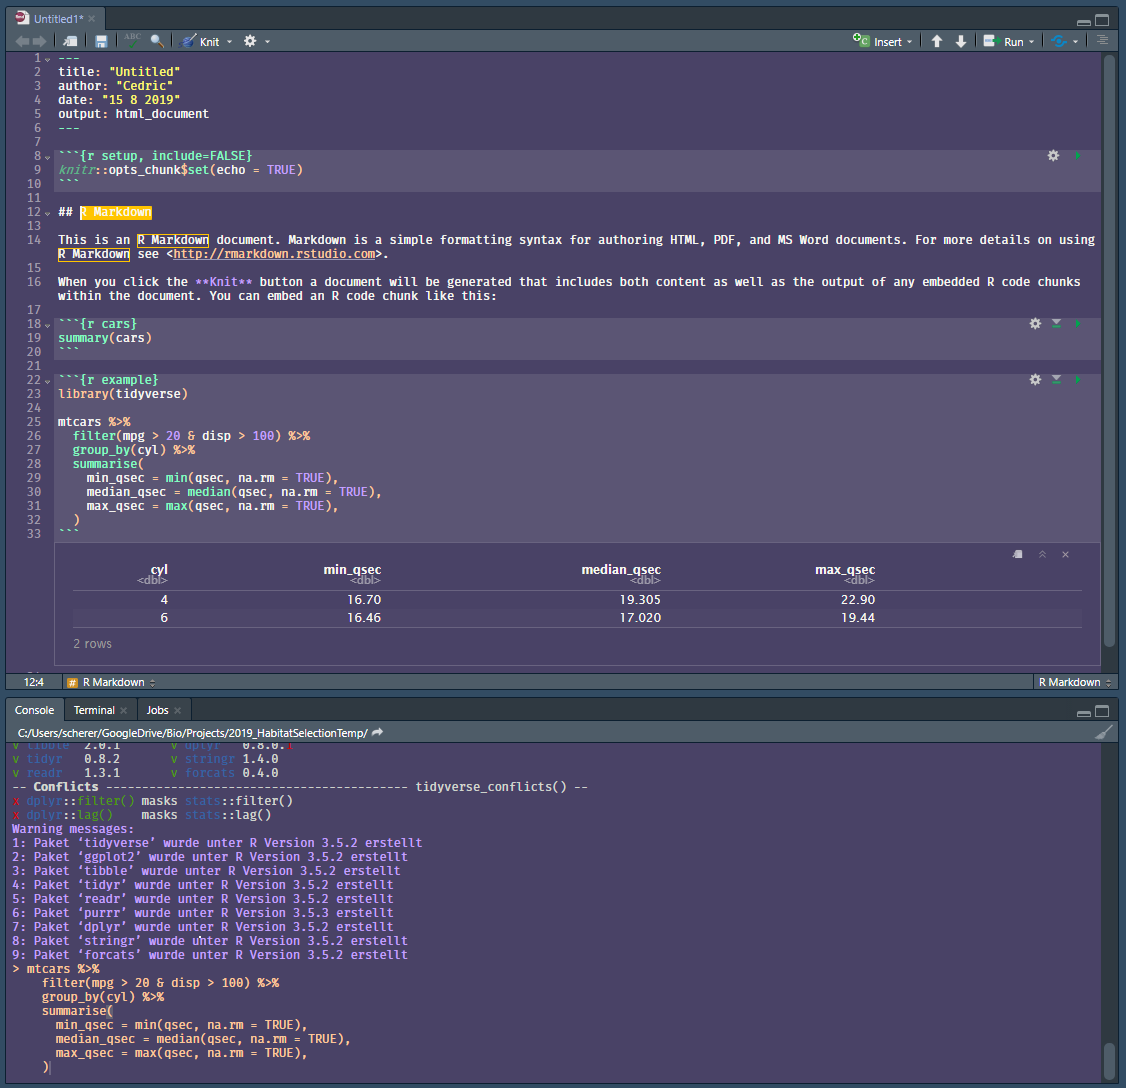 Untitled1*
ABC
Knit
Insert
Run
1 ---
2 title: "Untitled"
3 author: "Cedric"
4 date: "15 8 2019"
5 output: html_document
6 ---
7
8 ```{r setup, include=FALSE}
9 knitr::opts_chunk$set(echo = TRUE)
10 ```
11
12 ## R Markdown
13
14 This is an R Markdown document. Markdown is a simple formatting syntax for authoring HTML, PDF, and MS Word documents. For more details on using
R Markdown see <http://rmarkdown.rstudio.com>.
15
16 When you click the **Knit** button a document will be generated that includes both content as well as the output of any embedded R code chunks
within the document. You can embed an R code chunk like this:
17
18 ```{r cars}
19 summary(cars)
20 ```
21
22 ```{r example}
23 library(tidyverse)
24
25 mtcars %>%
26 filter(mpg > 20 & disp > 100) %>%
27 group_by(cyl) %>%
28 summarise(
29 min_qsec = min(qsec, na.rm = TRUE),
30 median_qsec = median(qsec, na.rm = TRUE),
31 max_qsec = max(qsec, na.rm = TRUE),
32 )
33 ```
cyl min_qsec median_qsec max_qsec
<dbl> <dbl> <dbl> <dbl>
4 16.70 19.305 22.90
6 16.46 17.020 19.44
2 rows
12:4 # R Markdown R Markdown
Console Terminal Jobs
C:/Users/scherer/GoogleDrive/Bio/Projects/2019_HabitatSelectionTemp/
v tibble 2.0.1 v dplyr 0.8.0.1
v tidyr 0.8.2 v stringr 1.4.0
v readr 1.3.1 v forcats 0.4.0
-- Conflicts ------------------------------------------ tidyverse_conflicts() --
x dplyr::filter() masks stats::filter()
x dplyr::lag() masks stats::lag()
Warning messages:
1: Paket ‘tidyverse’ wurde unter R Version 3.5.2 erstellt
2: Paket ‘ggplot2’ wurde unter R Version 3.5.2 erstellt
3: Paket ‘tibble’ wurde unter R Version 3.5.2 erstellt
4: Paket ‘tidyr’ wurde unter R Version 3.5.2 erstellt
5: Paket ‘readr’ wurde unter R Version 3.5.2 erstellt
6: Paket ‘purrr’ wurde unter R Version 3.5.3 erstellt
7: Paket ‘dplyr’ wurde unter R Version 3.5.2 erstellt
8: Paket ‘stringr’ wurde unter R Version 3.5.2 erstellt
9: Paket ‘forcats’ wurde unter R Version 3.5.2 erstellt
> mtcars %>%
filter(mpg > 20 & disp > 100) %>%
group_by(cyl) %>%
summarise(
min_qsec = min(qsec, na.rm = TRUE),
median_qsec = median(qsec, na.rm = TRUE),
max_qsec = max(qsec, na.rm = TRUE),
)